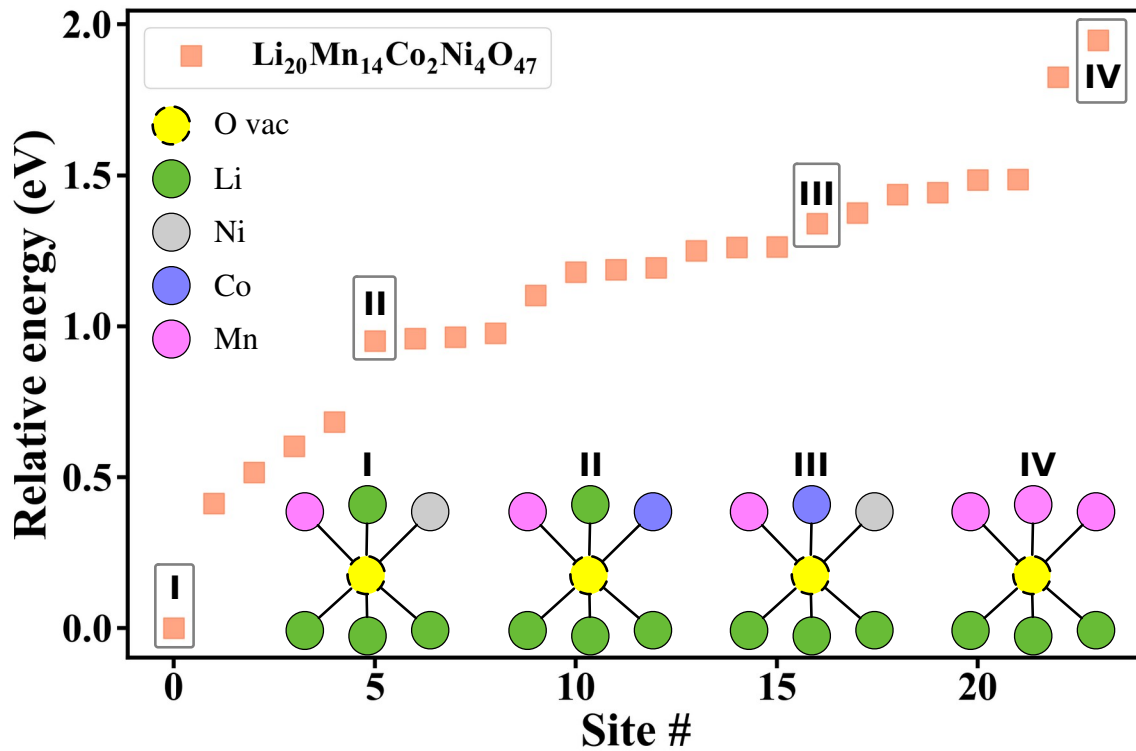 2.0
1.5
1.0
0.5
0.0
Relative energy (eV)
Li₂₀Mn₁₄Co₂Ni₄O₄₇
O vac
Li
Ni
Co
Mn
I
II
III
IV
I
II
III
IV
0
5
10
15
20
Site #